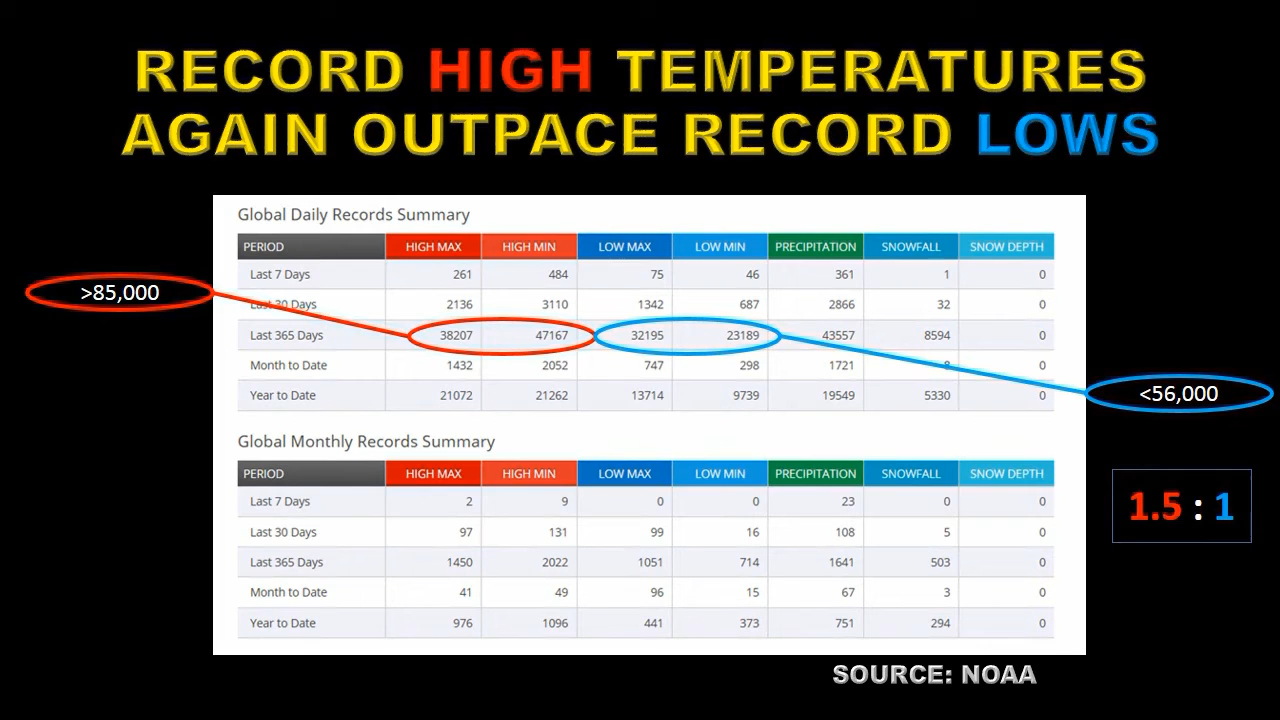 RECORD HIGH TEMPERATURES
AGAIN OUTPACE RECORD LOWS
Global Daily Records Summary
PERIOD HIGH MAX HIGH MIN LOW MAX LOW MIN PRECIPITATION SNOWFALL SNOW DEPTH
Last 7 Days 261 484 75 46 361 1 0
>85,000
Last 30 Days 2136 3110 1342 687 2866 32 0
Last 365 Days 38207 47167 32195 23189 43557 8594 0
Month to Date 1432 2052 747 298 1721 8 0
Year to Date 21072 21262 13714 9739 19549 5330 0
<56,000
Global Monthly Records Summary
PERIOD HIGH MAX HIGH MIN LOW MAX LOW MIN PRECIPITATION SNOWFALL SNOW DEPTH
Last 7 Days 2 9 0 0 23 0 0
1.5 : 1
Last 30 Days 97 131 99 16 108 5 0
Last 365 Days 1450 2022 1051 714 1641 503 0
Month to Date 41 49 96 15 67 3 0
Year to Date 976 1096 441 373 751 294 0
SOURCE: NOAA